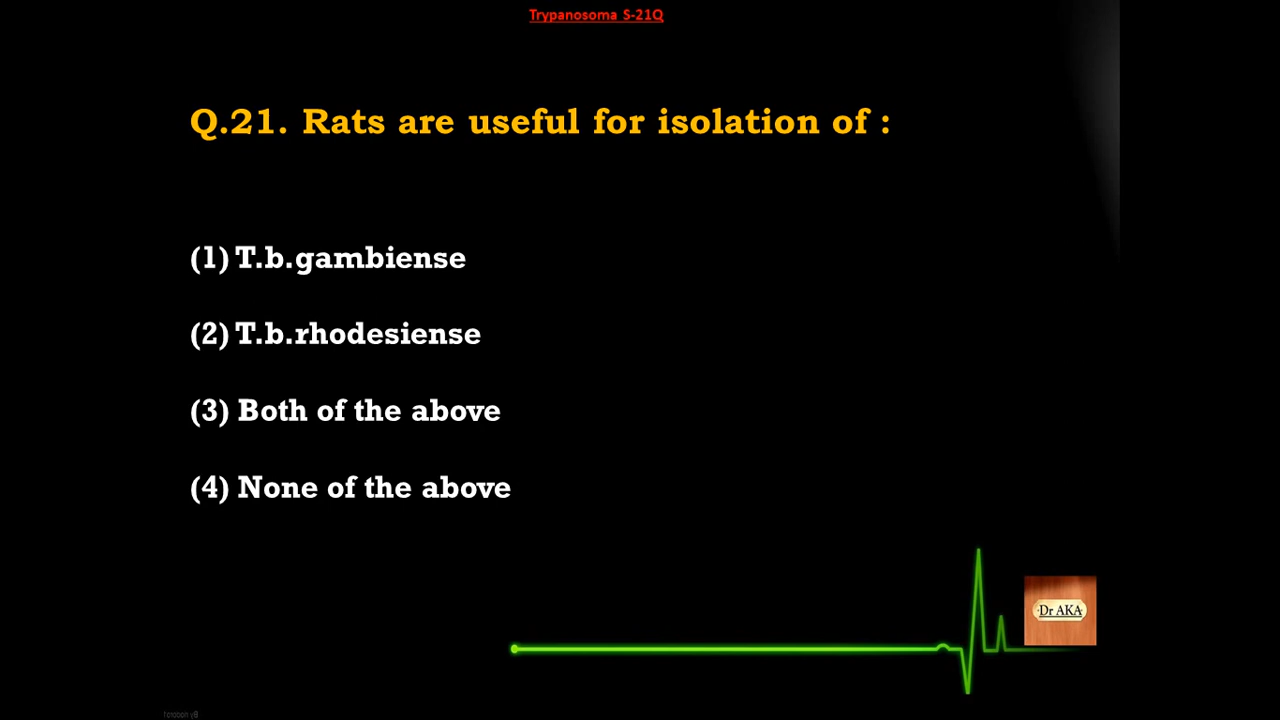 Trypanosoma S-21Q
Q.21. Rats are useful for isolation of :
(1) T.b.gambiense
(2) T.b.rhodesiense
(3) Both of the above
(4) None of the above
Dr AKA